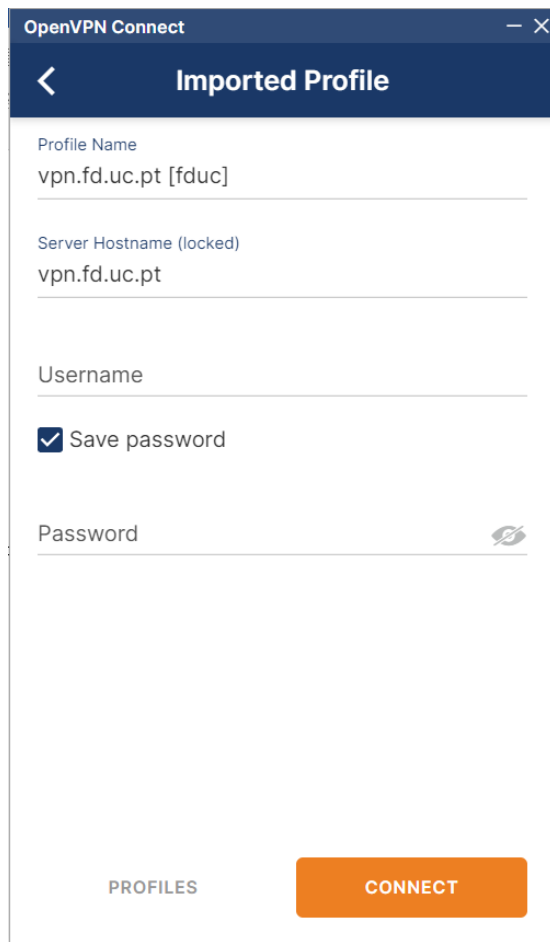 OpenVPN Connect
Imported Profile
Profile Name
vpn.fd.uc.pt [fduc]
Server Hostname (locked)
vpn.fd.uc.pt
Username
Save password
Password
PROFILES
CONNECT